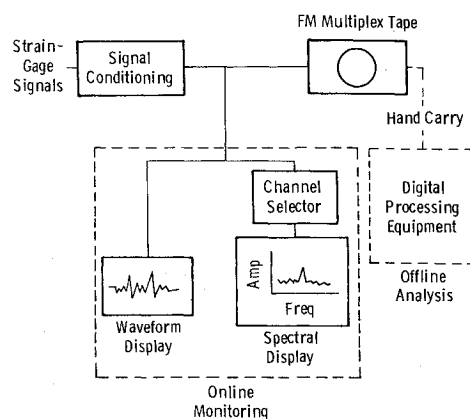 FM Multiplex Tape
Strain-
Gage
Signals
Signal
Conditioning
Hand Carry
Channel
Selector
Digital
Processing
Equipment
Offline
Analysis
Amp
Freq
Waveform
Display
Spectral
Display
Online
Monitoring